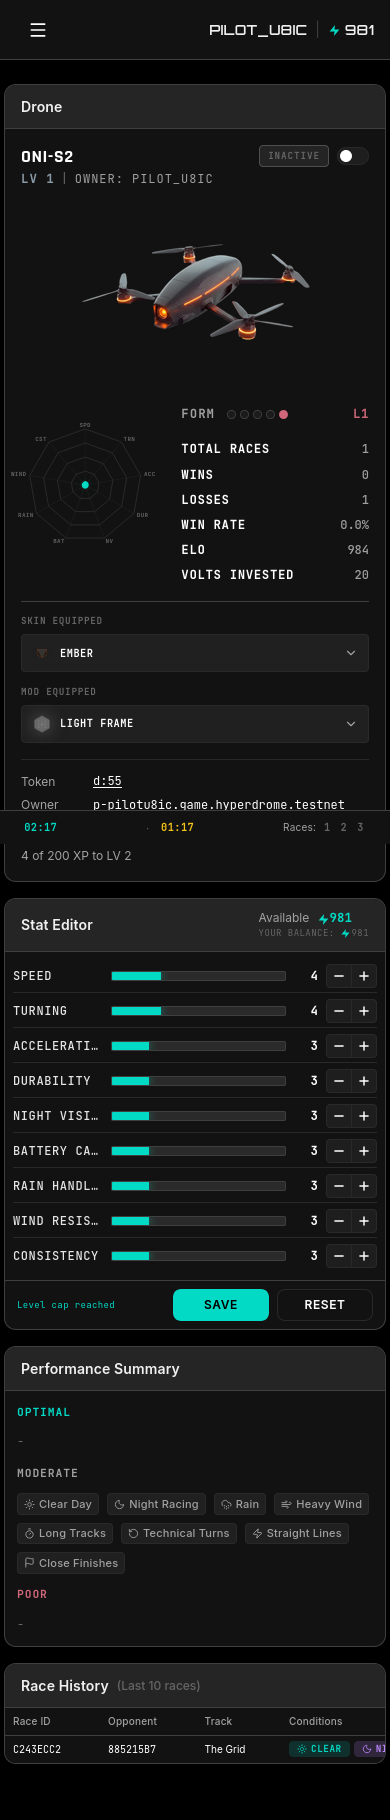 PILOT_U8IC 981
Drone
ONI-S2
INACTIVE
LV 1 | OWNER: PILOT_U8IC
FORM L1
SPD
CST TRN
WIND ACC
RAIN DUR
BAT NV
TOTAL RACES 1
WINS 0
LOSSES 1
WIN RATE 0.0%
ELO 984
VOLTS INVESTED 20
SKIN EQUIPPED
EMBER
MOD EQUIPPED
LIGHT FRAME
Token d:55
Owner p-pilotu8ic.game.hyperdrome.testnet
02:17 · 01:17 Races: 1 2 3
4 of 200 XP to LV 2
Stat Editor
Available 981
YOUR BALANCE: 981
SPEED 4 − +
TURNING 4 − +
ACCELERATI… 3 − +
DURABILITY 3 − +
NIGHT VISI… 3 − +
BATTERY CA… 3 − +
RAIN HANDL… 3 − +
WIND RESIS… 3 − +
CONSISTENCY 3 − +
Level cap reached SAVE RESET
Performance Summary
OPTIMAL
-
MODERATE
Clear Day Night Racing Rain Heavy Wind
Long Tracks Technical Turns Straight Lines
Close Finishes
POOR
-
Race History (Last 10 races)
Race ID Opponent Track Conditions
C243ECC2 885215B7 The Grid CLEAR NI